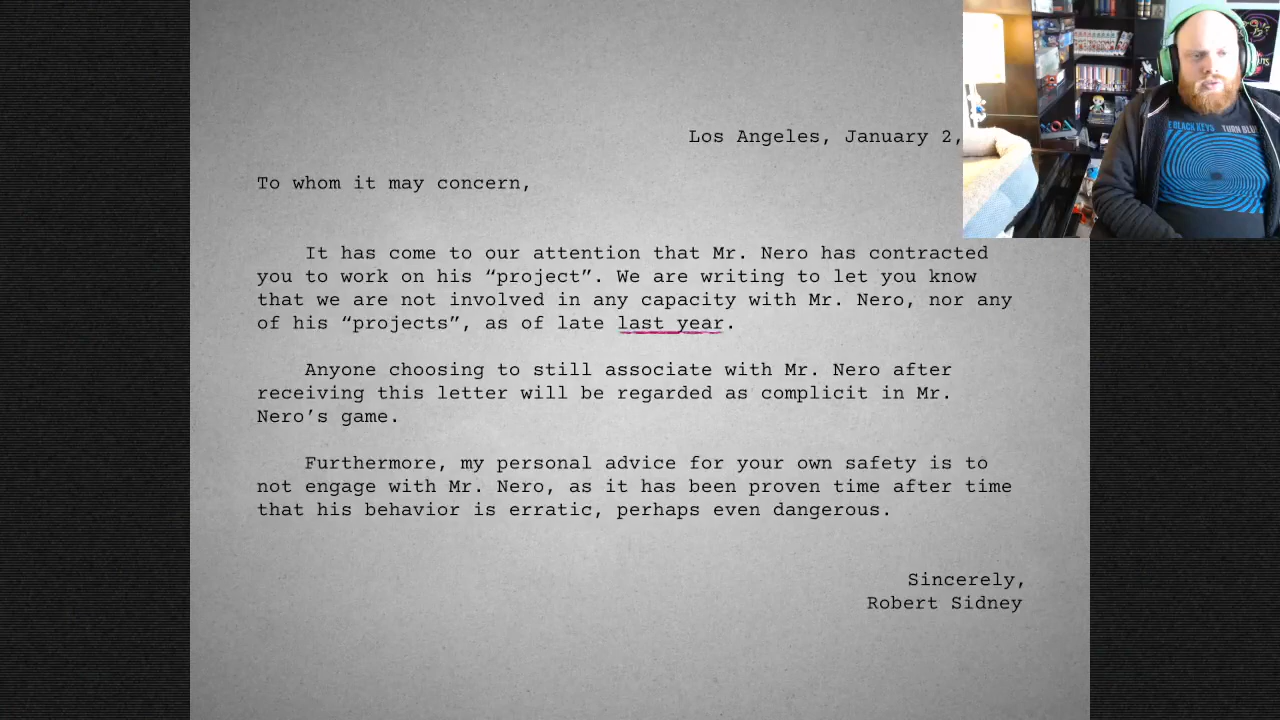 Los Angeles, January 2,
To whom it may concern,
It has come to our attention that Mr. Nero has contracted
you to work on his “project”. We are writing to let you know
that we are not involved in any capacity with Mr. Nero, nor any
of his “projects”, as of late last year.
Anyone choosing to still associate with Mr. Nero after
receiving this letter will be regarded as complicit in Mr.
Nero’s game.
Furthermore, my personal advice for your own safety is to
not engage with Mr. Nero, as it has been proven time after time
that his behavior is erratic, perhaps even dangerous.
Sincerely,
Robert Sidney
BLACK KEYS TURN BLU